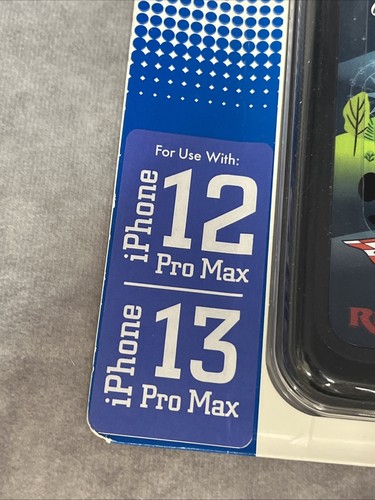 For Use With:
iPhone 12
Pro Max
iPhone 13
Pro Max